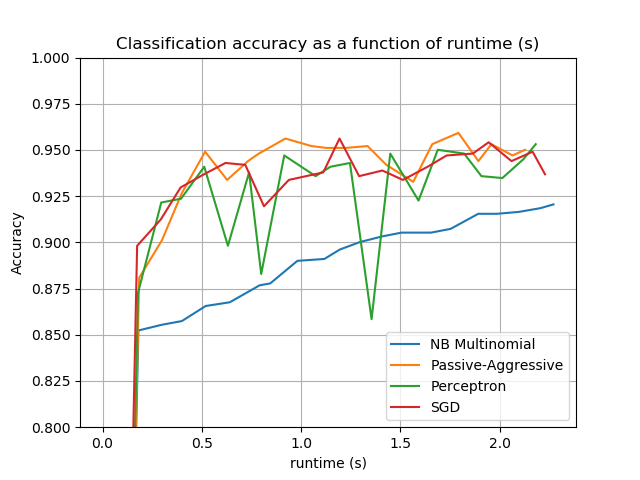 Classification accuracy as a function of runtime (s)
1.000
0.975
0.950
0.925
0.900
0.875
0.850
0.825
0.800
Accuracy
NB Multinomial
Passive-Aggressive
Perceptron
SGD
0.0 0.5 1.0 1.5 2.0
runtime (s)